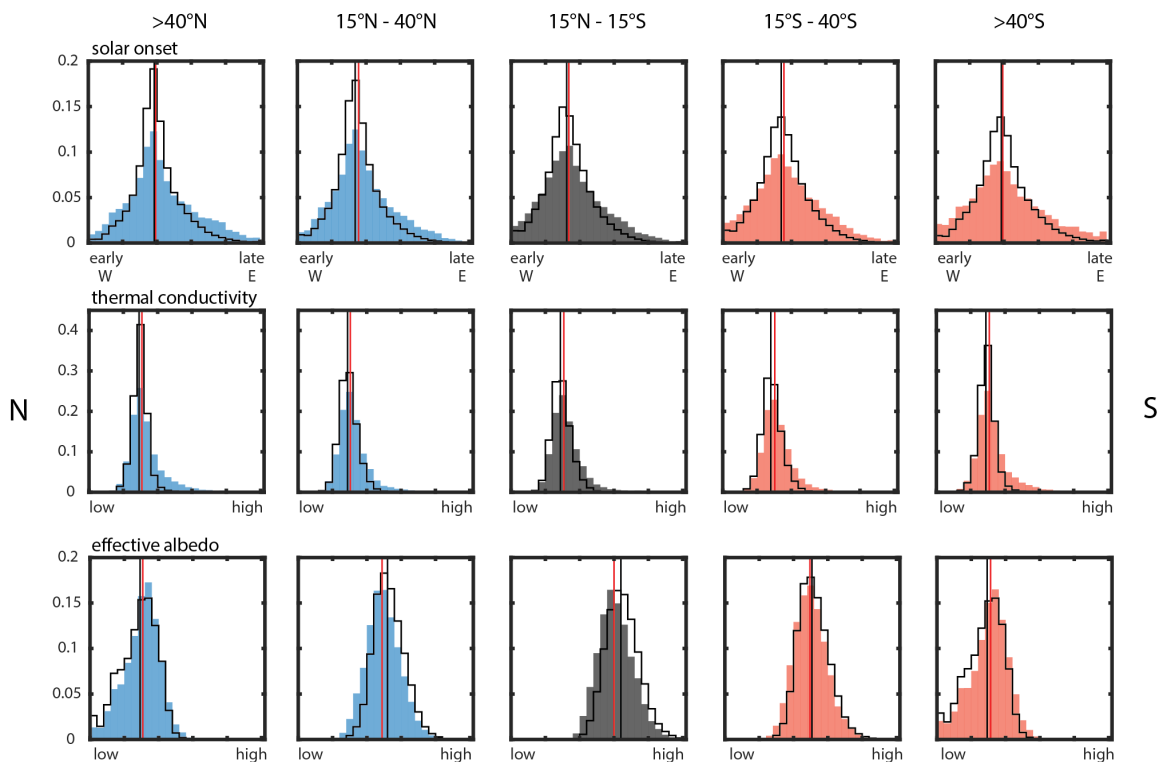 >40°N 15°N - 40°N 15°N - 15°S 15°S - 40°S >40°S
solar onset
0.2
0.15
0.1
0.05
0
early late early late early late early late early late
W E W E W E W E W E
thermal conductivity
0.4
0.3
0.2
0.1
0
N S
low high low high low high low high low high
effective albedo
0.2
0.15
0.1
0.05
0
low high low high low high low high low high